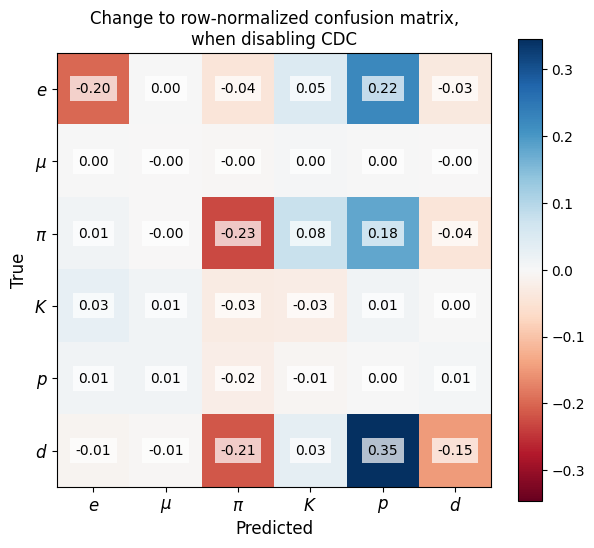 Change to row-normalized confusion matrix,
when disabling CDC
e -0.20 0.00 -0.04 0.05 0.22 -0.03
μ 0.00 -0.00 -0.00 0.00 0.00 -0.00
π 0.01 -0.00 -0.23 0.08 0.18 -0.04
K 0.03 0.01 -0.03 -0.03 0.01 0.00
p 0.01 0.01 -0.02 -0.01 0.00 0.01
d -0.01 -0.01 -0.21 0.03 0.35 -0.15
e μ π K p d
Predicted
True
0.3
0.2
0.1
0.0
−0.1
−0.2
−0.3